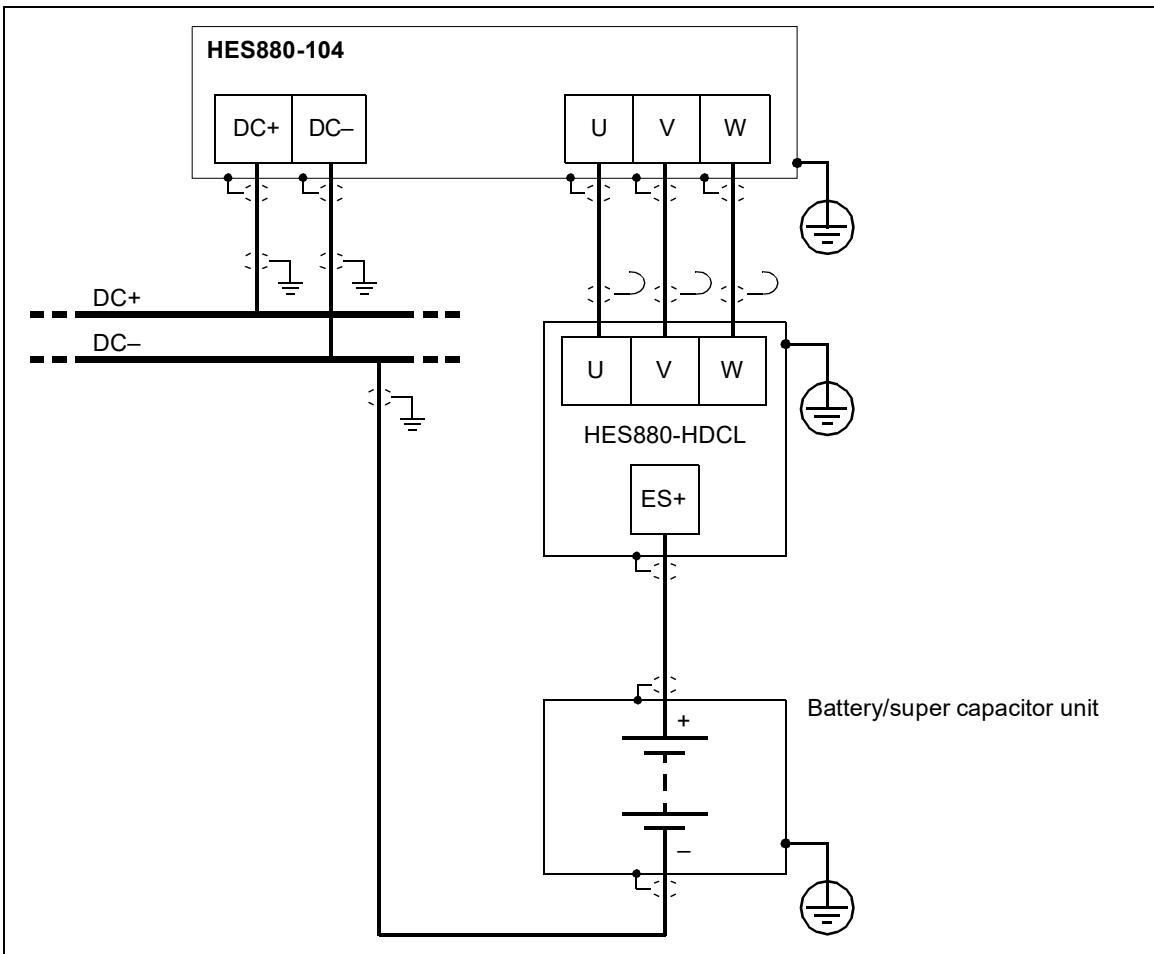 HES880-104
DC+ DC–
U V W
DC+
DC–
U V W
HES880-HDCL
ES+
Battery/super capacitor unit
+
–